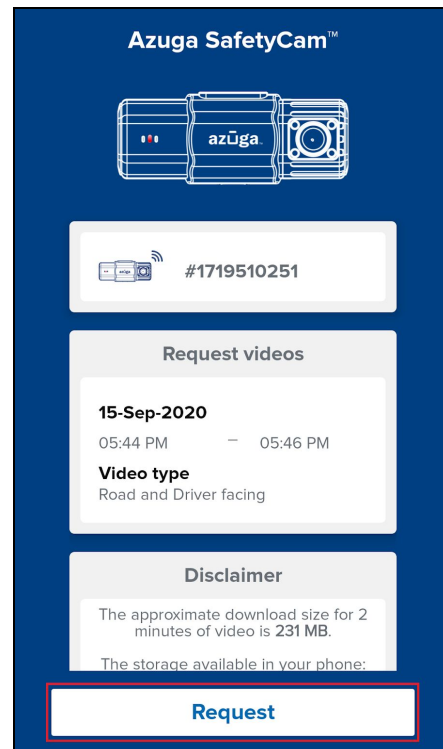 Azuga SafetyCam™
azūga
#1719510251
Request videos
15-Sep-2020
05:44 PM – 05:46 PM
Video type
Road and Driver facing
Disclaimer
The approximate download size for 2
minutes of video is 231 MB.
The storage available in your phone:
Request